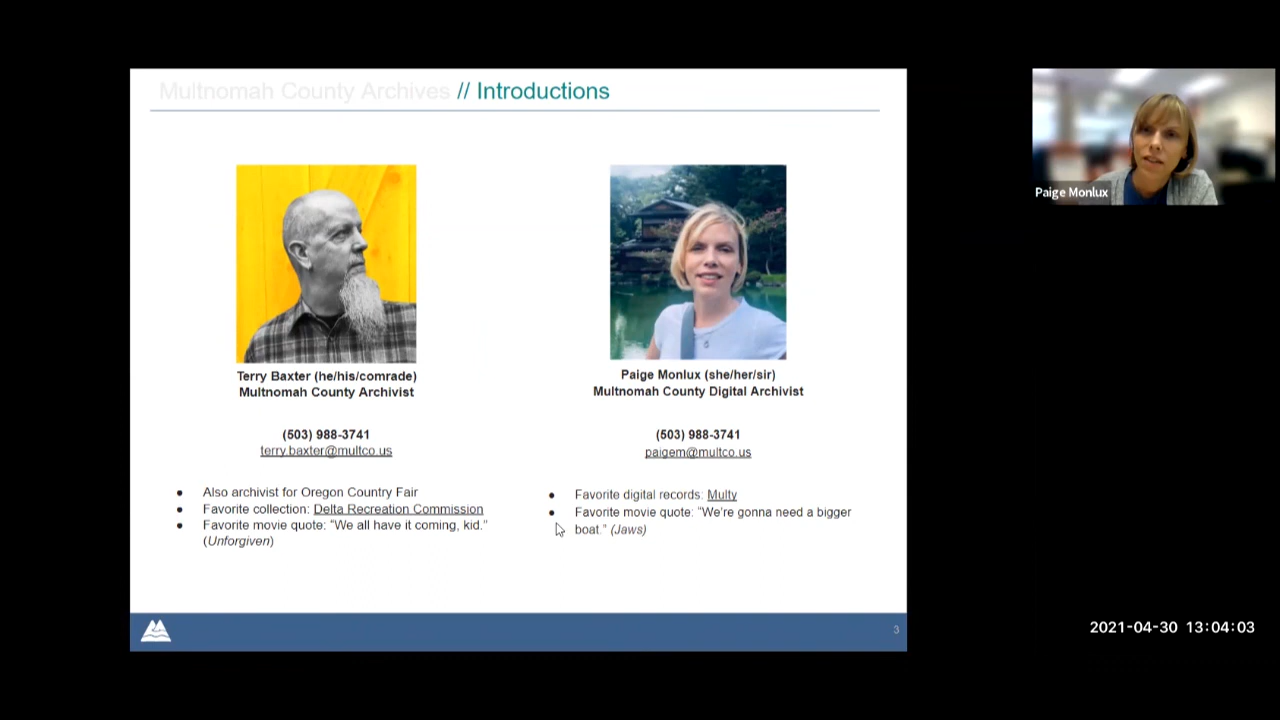 Multnomah County Archives // Introductions
Terry Baxter (he/his/comrade)
Multnomah County Archivist
(503) 988-3741
terry.baxter@multco.us
● Also archivist for Oregon Country Fair
● Favorite collection: Delta Recreation Commission
● Favorite movie quote: “We all have it coming, kid.”
(Unforgiven)
Paige Monlux (she/her/sir)
Multnomah County Digital Archivist
(503) 988-3741
paigem@multco.us
● Favorite digital records: Multy
● Favorite movie quote: “We're gonna need a bigger
boat.” (Jaws)
3
Paige Monlux
2021-04-30 13:04:03